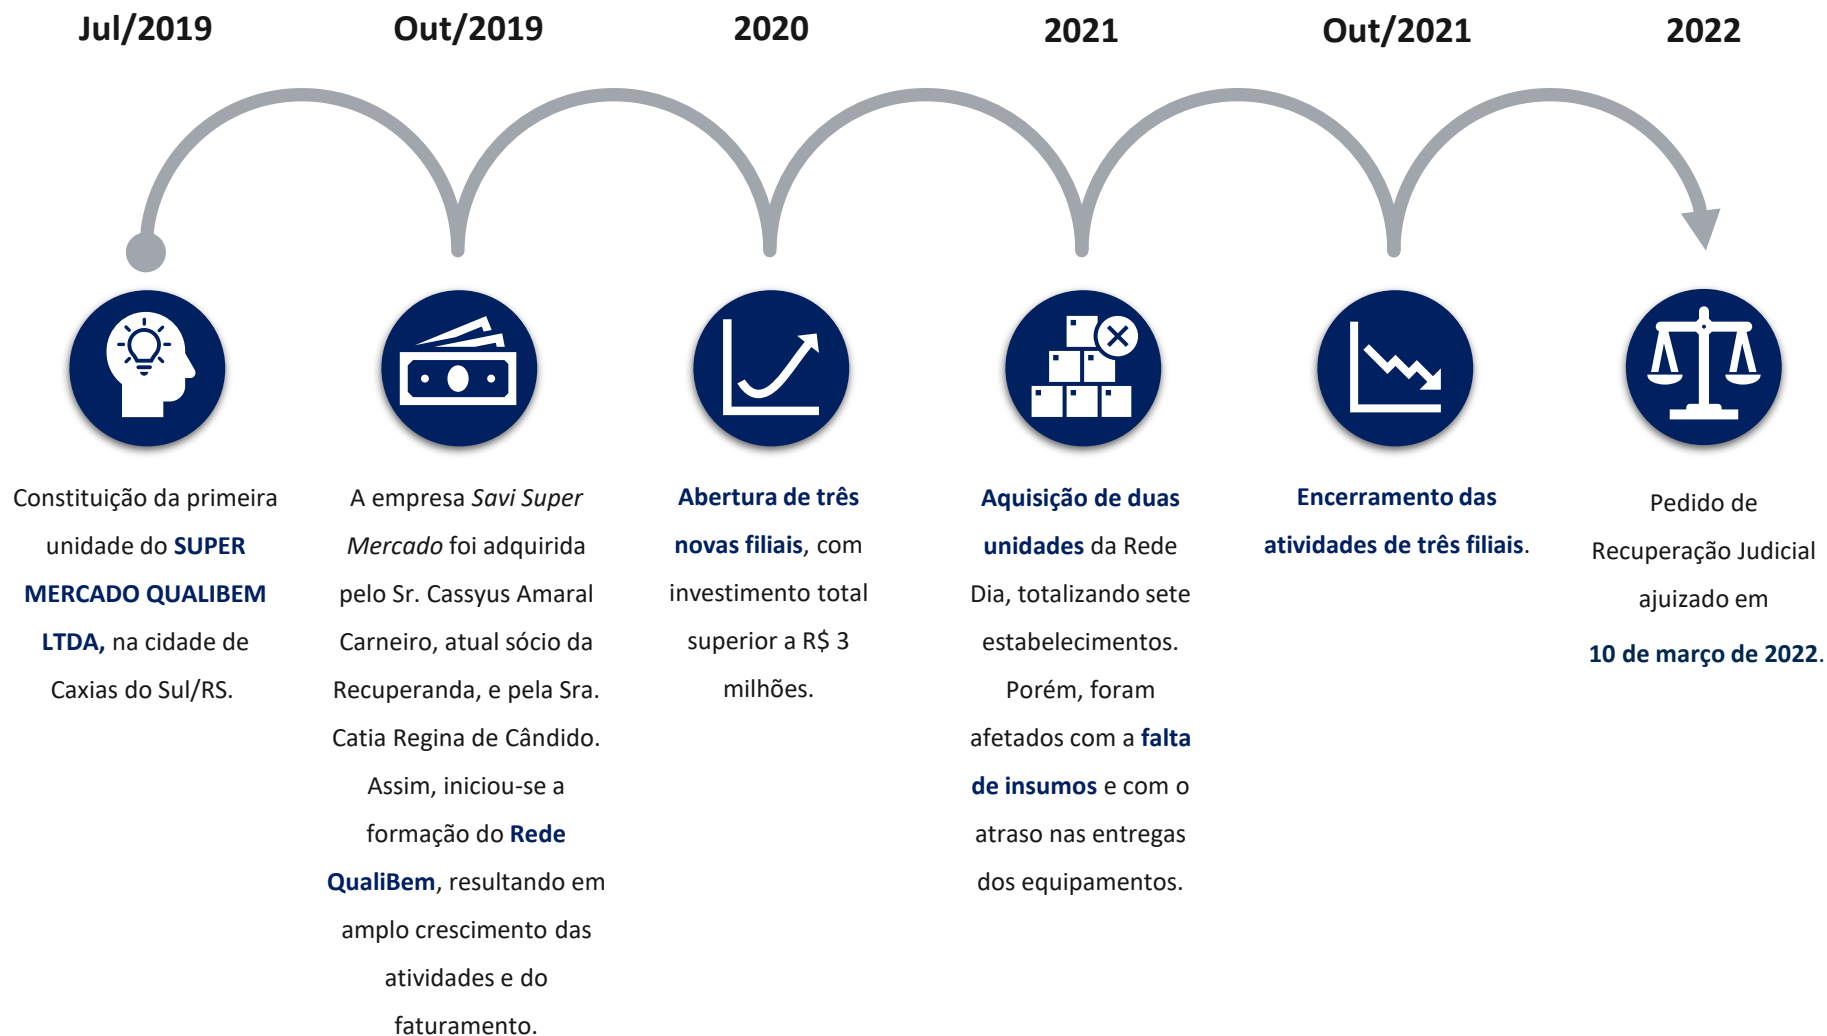 Jul/2019
Out/2019
2020
2021
Out/2021
2022
Constituição da primeira
unidade do SUPER
MERCADO QUALIBEM
LTDA, na cidade de
Caxias do Sul/RS.
A empresa Savi Super
Mercado foi adquirida
pelo Sr. Cassyus Amaral
Carneiro, atual sócio da
Recuperanda, e pela Sra.
Catia Regina de Cândido.
Assim, iniciou-se a
formação do Rede
QualiBem, resultando em
amplo crescimento das
atividades e do
faturamento.
Abertura de três
novas filiais, com
investimento total
superior a R$ 3
milhões.
Aquisição de duas
unidades da Rede
Dia, totalizando sete
estabelecimentos.
Porém, foram
afetados com a falta
de insumos e com o
atraso nas entregas
dos equipamentos.
Encerramento das
atividades de três filiais.
Pedido de
Recuperação Judicial
ajuizado em
10 de março de 2022.